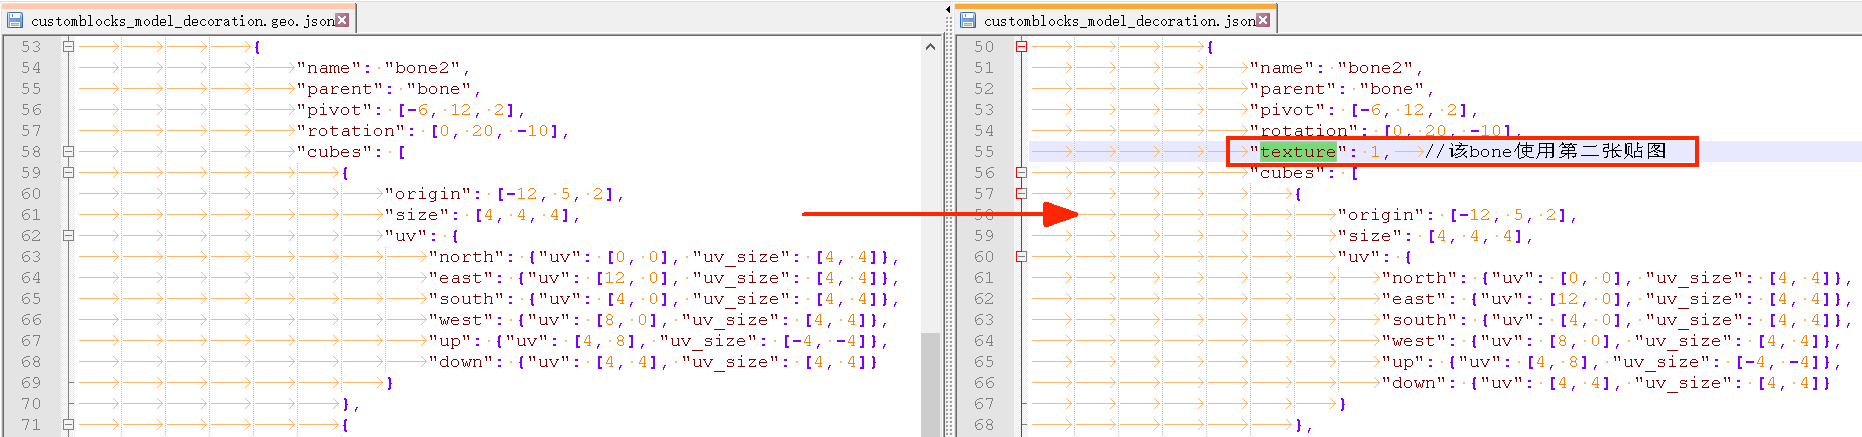 customblocks_model_decoration.geo.json
53 {
54 "name": "bone2",
55 "parent": "bone",
56 "pivot": [-6, 12, 2],
57 "rotation": [0, 20, -10],
58 "cubes": [
59 {
60 "origin": [-12, 5, 2],
61 "size": [4, 4, 4],
62 "uv": {
63 "north": {"uv": [0, 0], "uv_size": [4, 4]},
64 "east": {"uv": [12, 0], "uv_size": [4, 4]},
65 "south": {"uv": [4, 0], "uv_size": [4, 4]},
66 "west": {"uv": [8, 0], "uv_size": [4, 4]},
67 "up": {"uv": [4, 8], "uv_size": [-4, -4]},
68 "down": {"uv": [4, 4], "uv_size": [4, 4]}
69 }
70 },
71 {
customblocks_model_decoration.json
50 {
51 "name": "bone2",
52 "parent": "bone",
53 "pivot": [-6, 12, 2],
54 "rotation": [0, 20, -10],
55 "texture": 1, //该bone使用第二张贴图
56 "cubes": [
57 {
58 "origin": [-12, 5, 2],
59 "size": [4, 4, 4],
60 "uv": {
61 "north": {"uv": [0, 0], "uv_size": [4, 4]},
62 "east": {"uv": [12, 0], "uv_size": [4, 4]},
63 "south": {"uv": [4, 0], "uv_size": [4, 4]},
64 "west": {"uv": [8, 0], "uv_size": [4, 4]},
65 "up": {"uv": [4, 8], "uv_size": [-4, -4]},
66 "down": {"uv": [4, 4], "uv_size": [4, 4]}
67 }
68 },